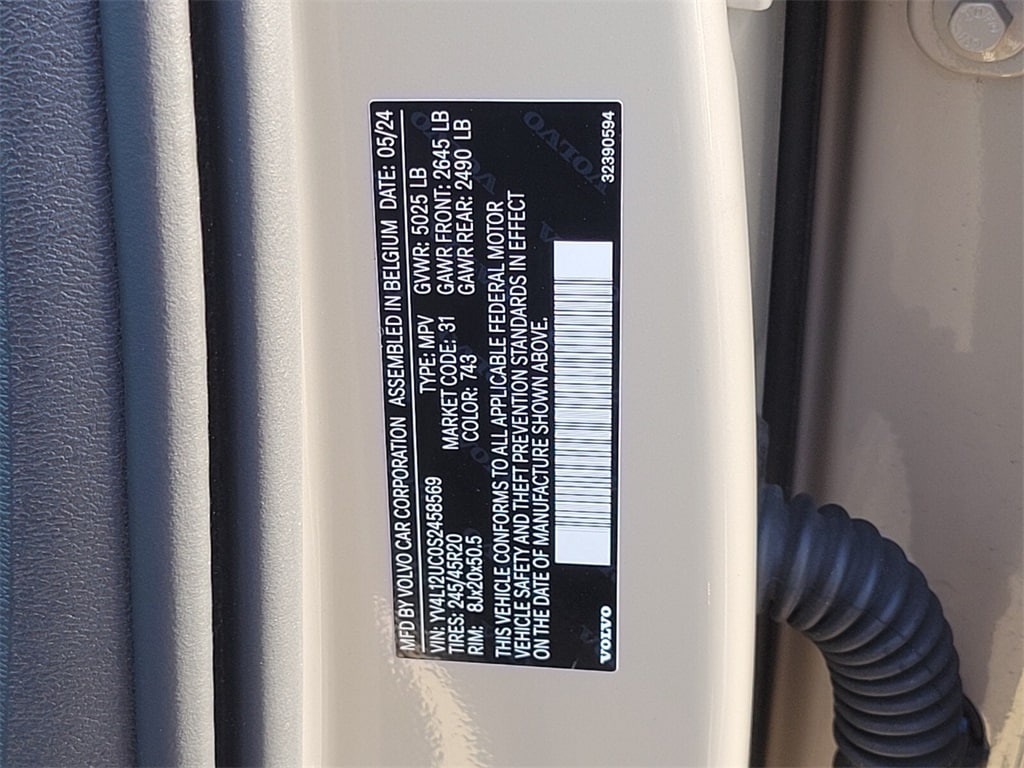 MFD BY VOLVO CAR CORPORATION ASSEMBLED IN BELGIUM DATE: 05/24
VIN: YV4L12UC0S2458569 TYPE: MPV GVWR: 5025 LB
TIRES: 245/45R20 MARKET CODE: 31 GAWR FRONT: 2645 LB
RIM: 8Jx20x50.5 COLOR: 743 GAWR REAR: 2490 LB
THIS VEHICLE CONFORMS TO ALL APPLICABLE FEDERAL MOTOR
VEHICLE SAFETY AND THEFT PREVENTION STANDARDS IN EFFECT
ON THE DATE OF MANUFACTURE SHOWN ABOVE.
VOLVO 32390594